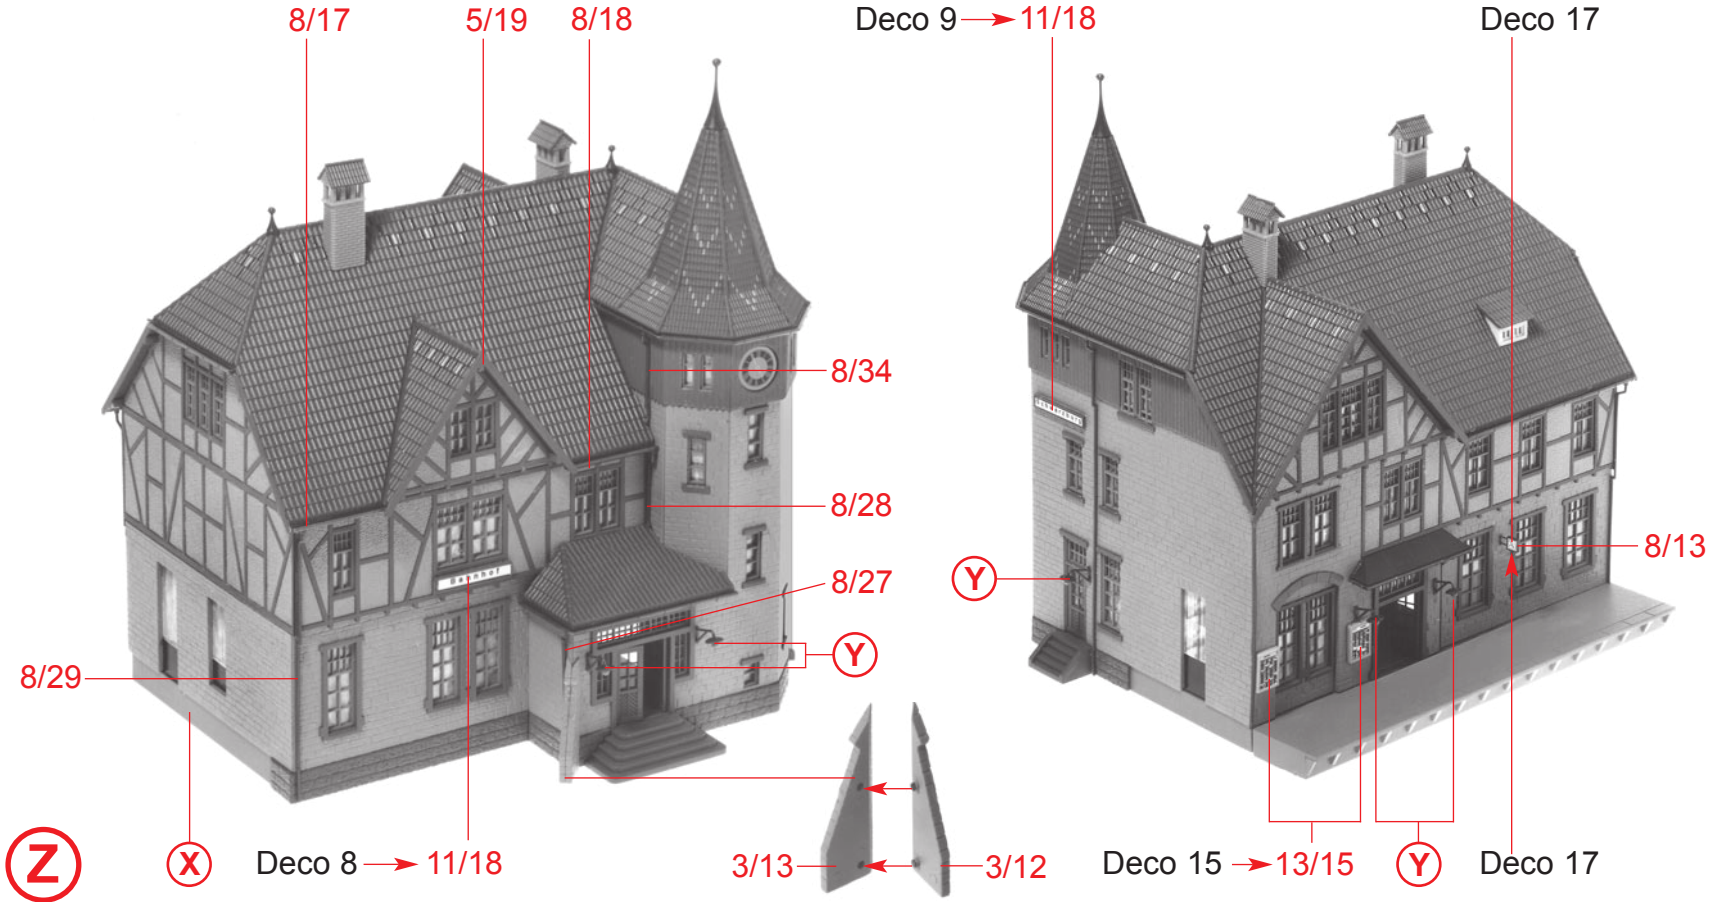 8/17 5/19 8/18 Deco 9 11/18 Deco 17
8/34
8/28
Bahnhof
8/13
Y
8/27
Y
8/29
Z X Deco 8 11/18 3/13 3/12 Deco 15 13/15 Y Deco 17